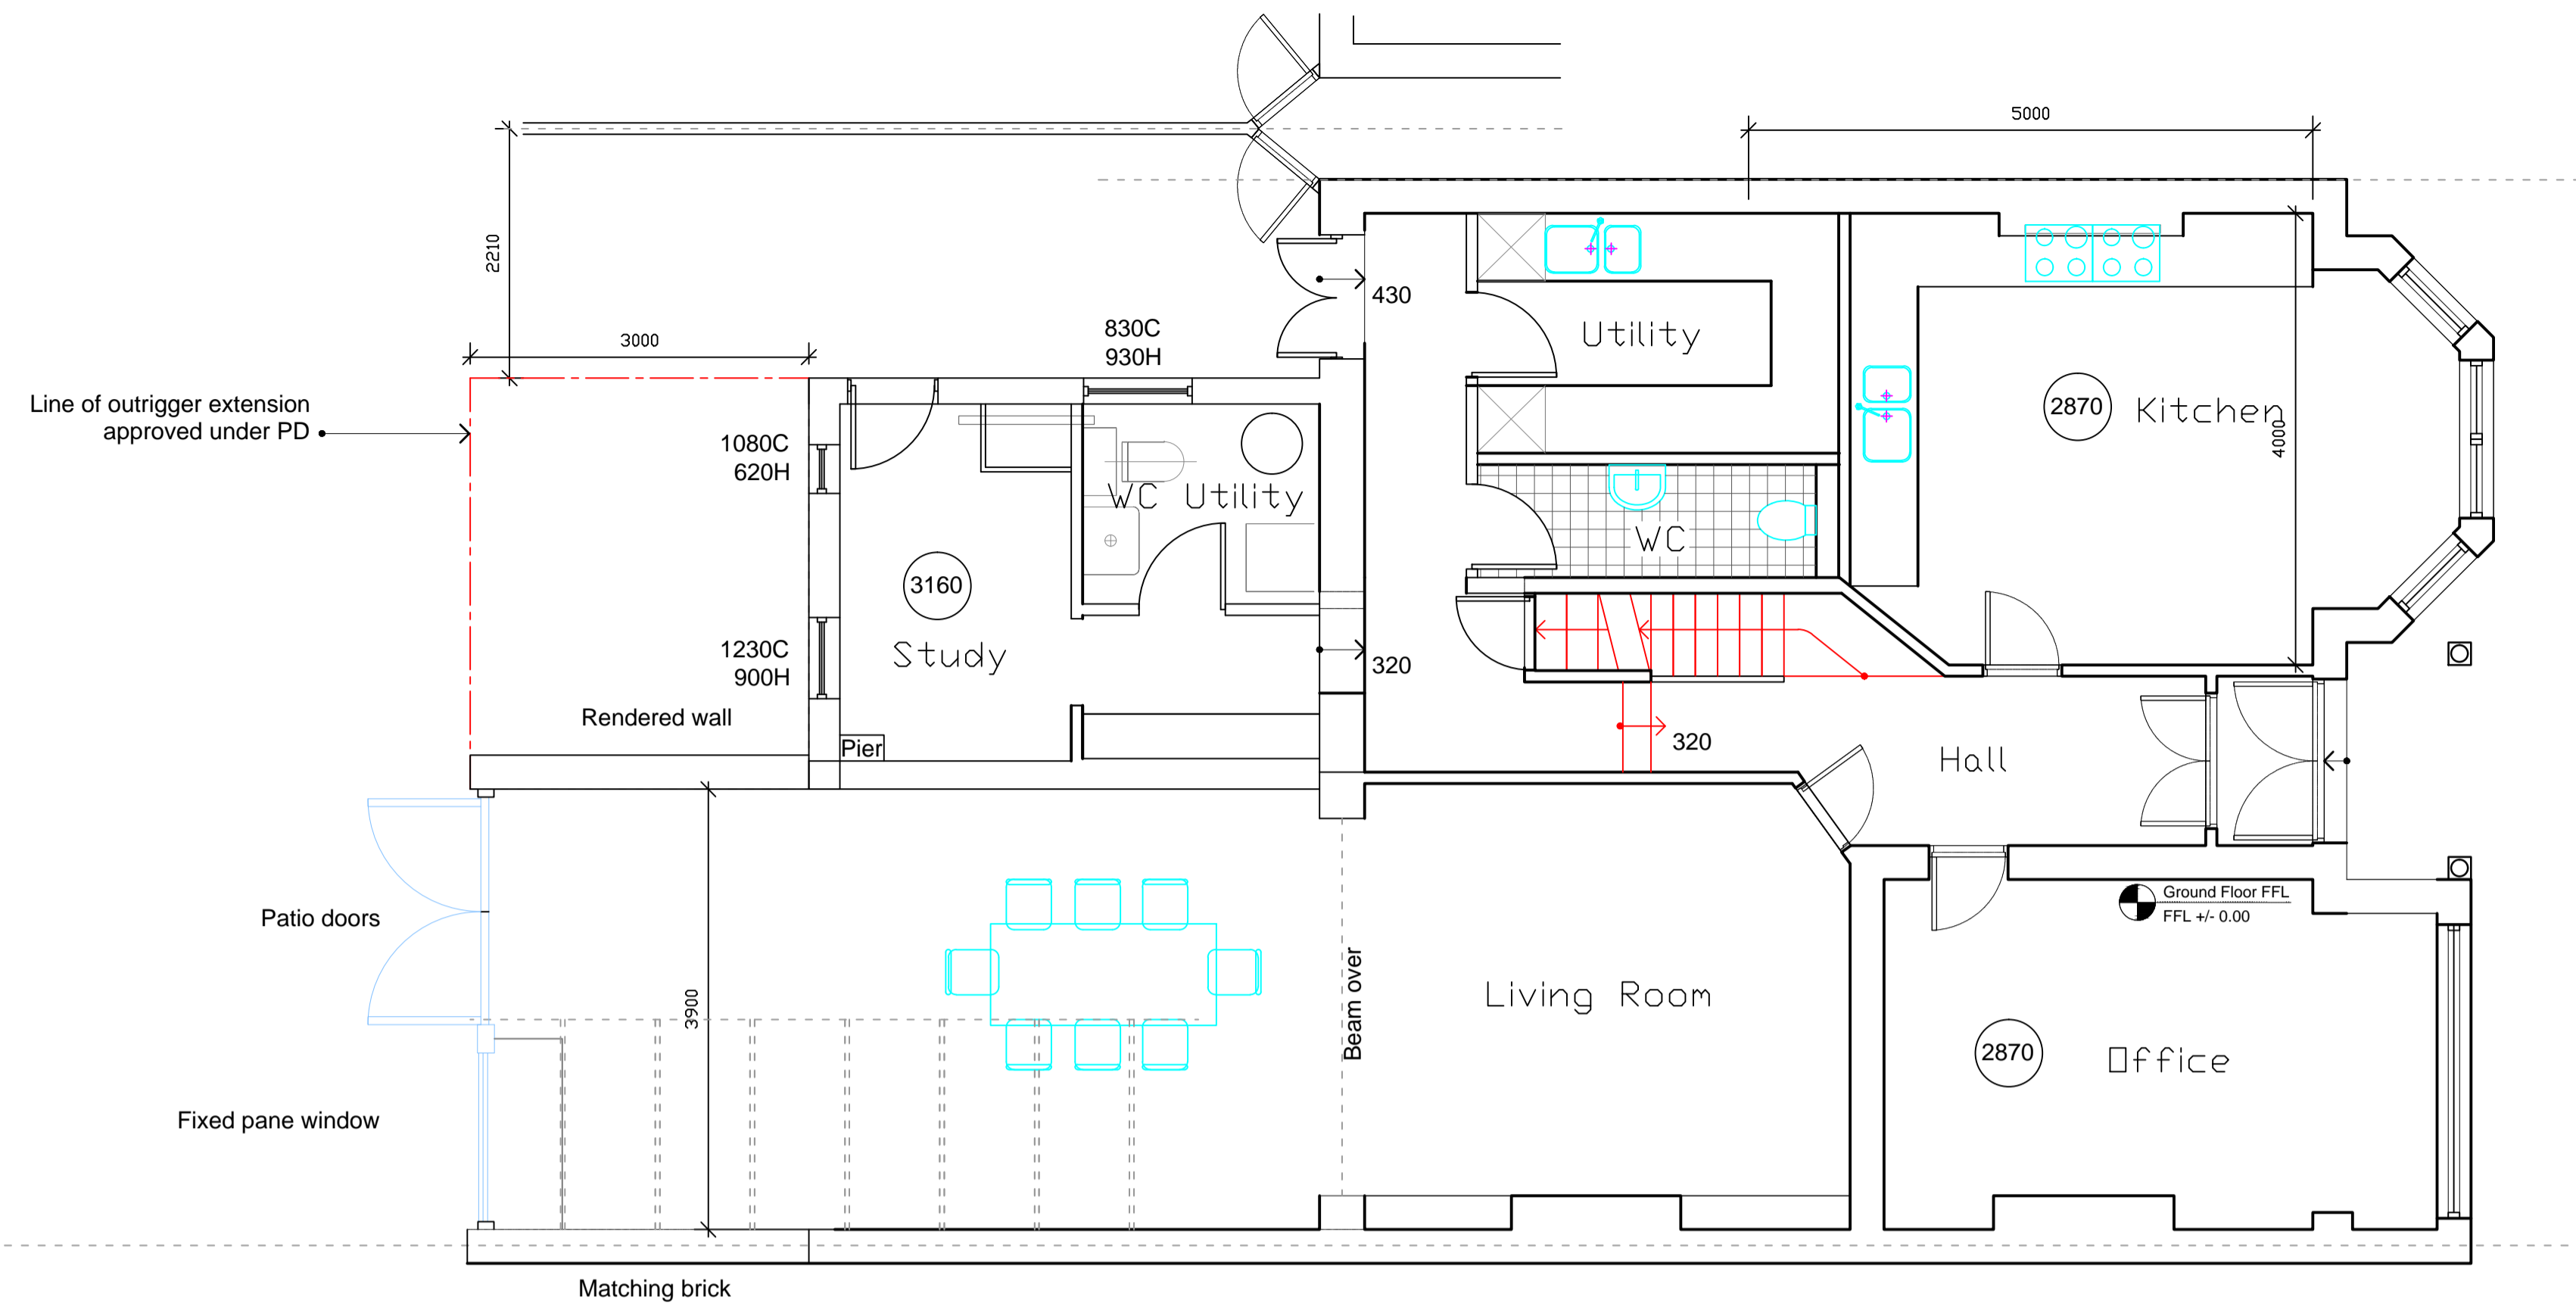 5000
2210
3000
430
830C
930H
Utility
2870
Kitchen
4000
Line of outrigger extension
approved under PD
1080C
620H
WC Utility
WC
3160
Study
1230C
900H
320
Rendered wall
Pier
320
Hall
Ground Floor FFL
FFL +/- 0.00
Patio doors
3900
Beam over
Living Room
2870
Office
Fixed pane window
Matching brick